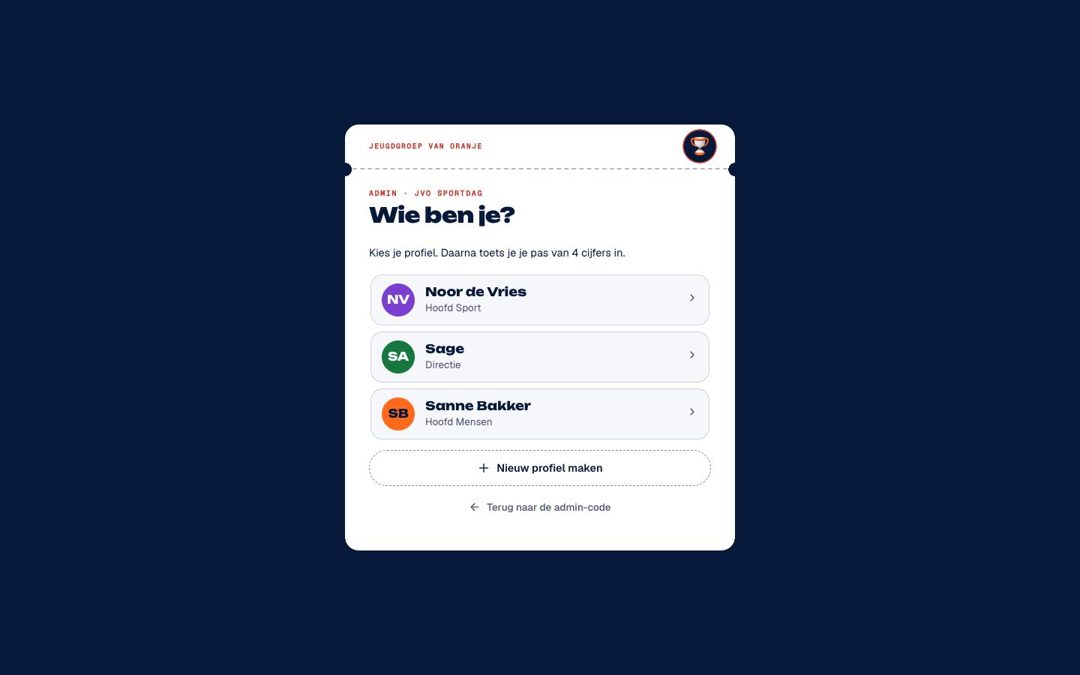 JEUGDGROEP VAN ORANJE
ADMIN · JVO SPORTDAG
Wie ben je?
Kies je profiel. Daarna toets je je pas van 4 cijfers in.
NV
Noor de Vries
Hoofd Sport
SA
Sage
Directie
SB
Sanne Bakker
Hoofd Mensen
Nieuw profiel maken
Terug naar de admin-code